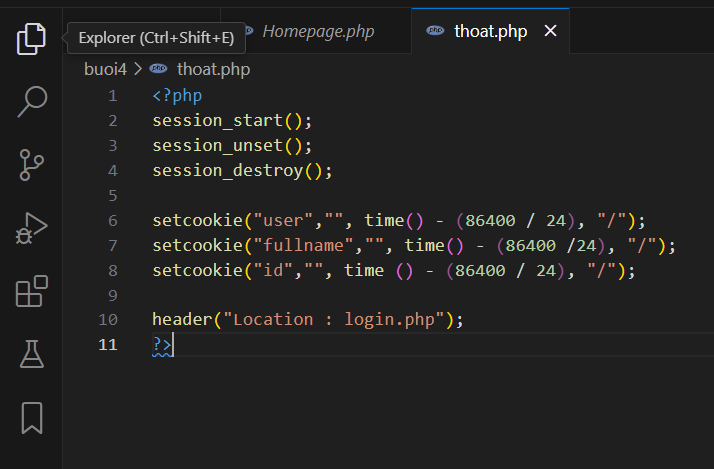 Explorer (Ctrl+Shift+E)
Homepage.php
php thoat.php
buoi4 > php thoat.php
1 <?php
2 session_start();
3 session_unset();
4 session_destroy();
5
6 setcookie("user","", time() - (86400 / 24), "/");
7 setcookie("fullname","", time() - (86400 /24), "/");
8 setcookie("id","", time () - (86400 / 24), "/");
9
10 header("Location : login.php");
11 ?>